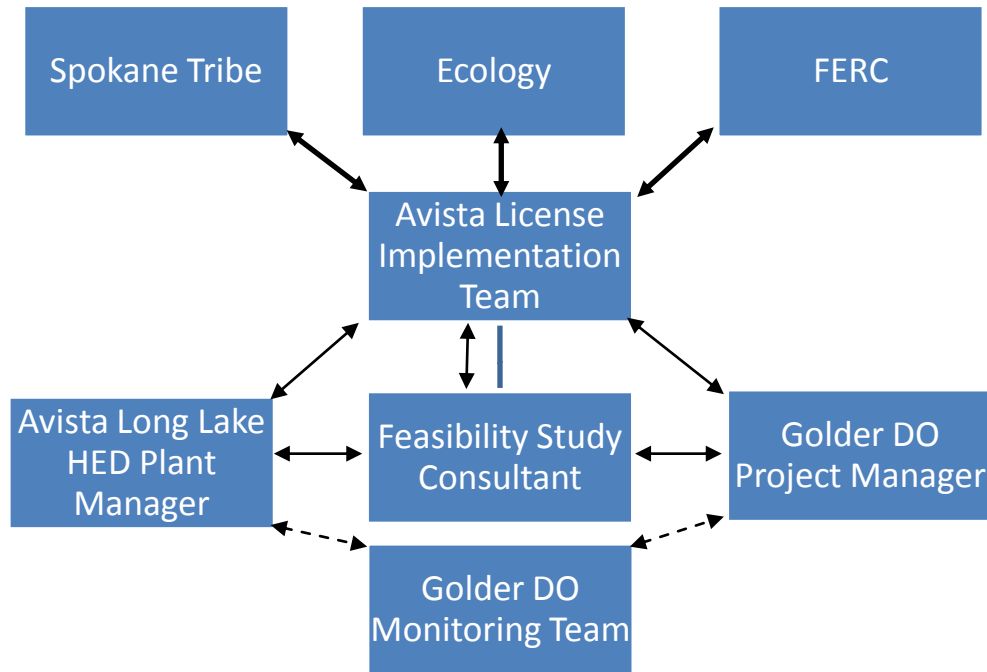 Spokane Tribe
Ecology
FERC
Avista License
Implementation
Team
Avista Long Lake
HED Plant
Manager
Feasibility Study
Consultant
Golder DO
Project Manager
Golder DO
Monitoring Team